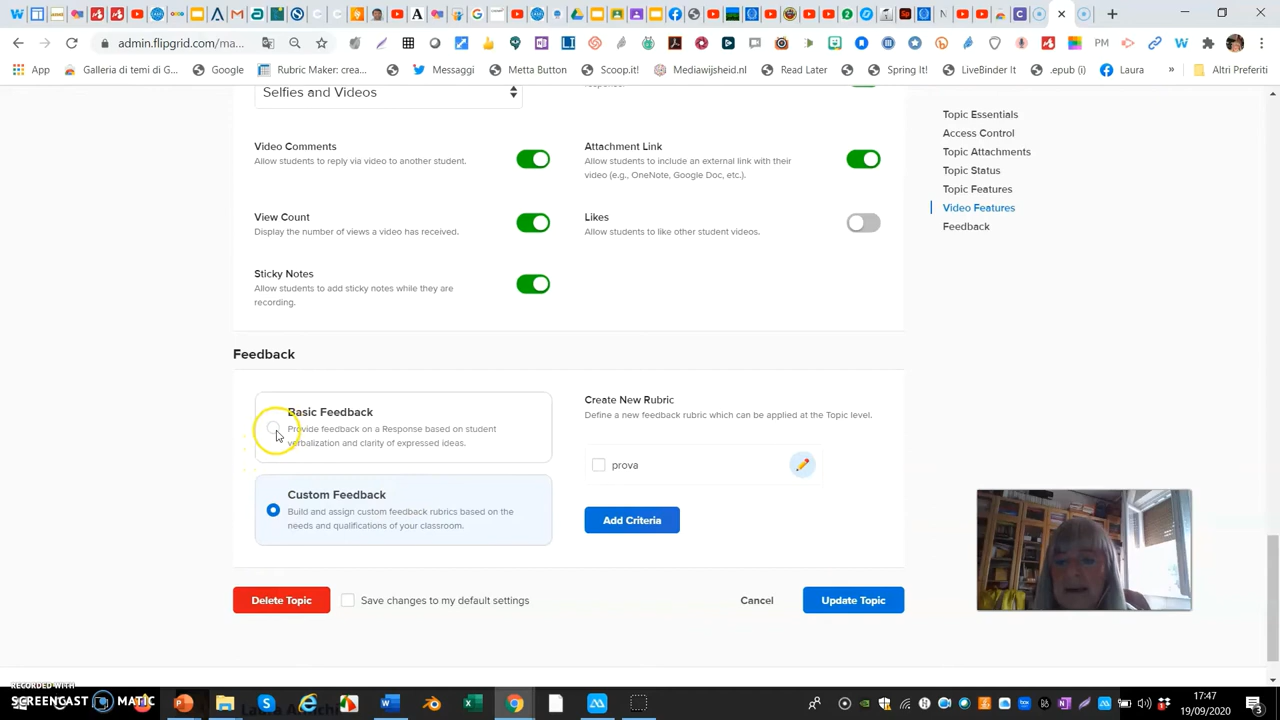 admin.flipgrid.com/ma...
PM
App
Galleria di temi di G...
Google
Rubric Maker: crea...
Messaggi
Metta Button
Scoop.it!
Mediawijsheid.nl
Read Later
Spring It!
LiveBinder It
.epub (i)
Laura
»
Altri Preferiti
Selfies and Videos
response.
Video Comments
Allow students to reply via video to another student.
Attachment Link
Allow students to include an external link with their
video (e.g., OneNote, Google Doc, etc.).
View Count
Display the number of views a video has received.
Likes
Allow students to like other student videos.
Sticky Notes
Allow students to add sticky notes while they are
recording.
Topic Essentials
Access Control
Topic Attachments
Topic Status
Topic Features
Video Features
Feedback
Feedback
Basic Feedback
Provide feedback on a Response based on student
verbalization and clarity of expressed ideas.
Custom Feedback
Build and assign custom feedback rubrics based on the
needs and qualifications of your classroom.
Create New Rubric
Define a new feedback rubric which can be applied at the Topic level.
prova
Add Criteria
Delete Topic
Save changes to my default settings
Cancel
Update Topic
RECORDED WITH
SCREENCAST MATIC
17:47
19/09/2020
3